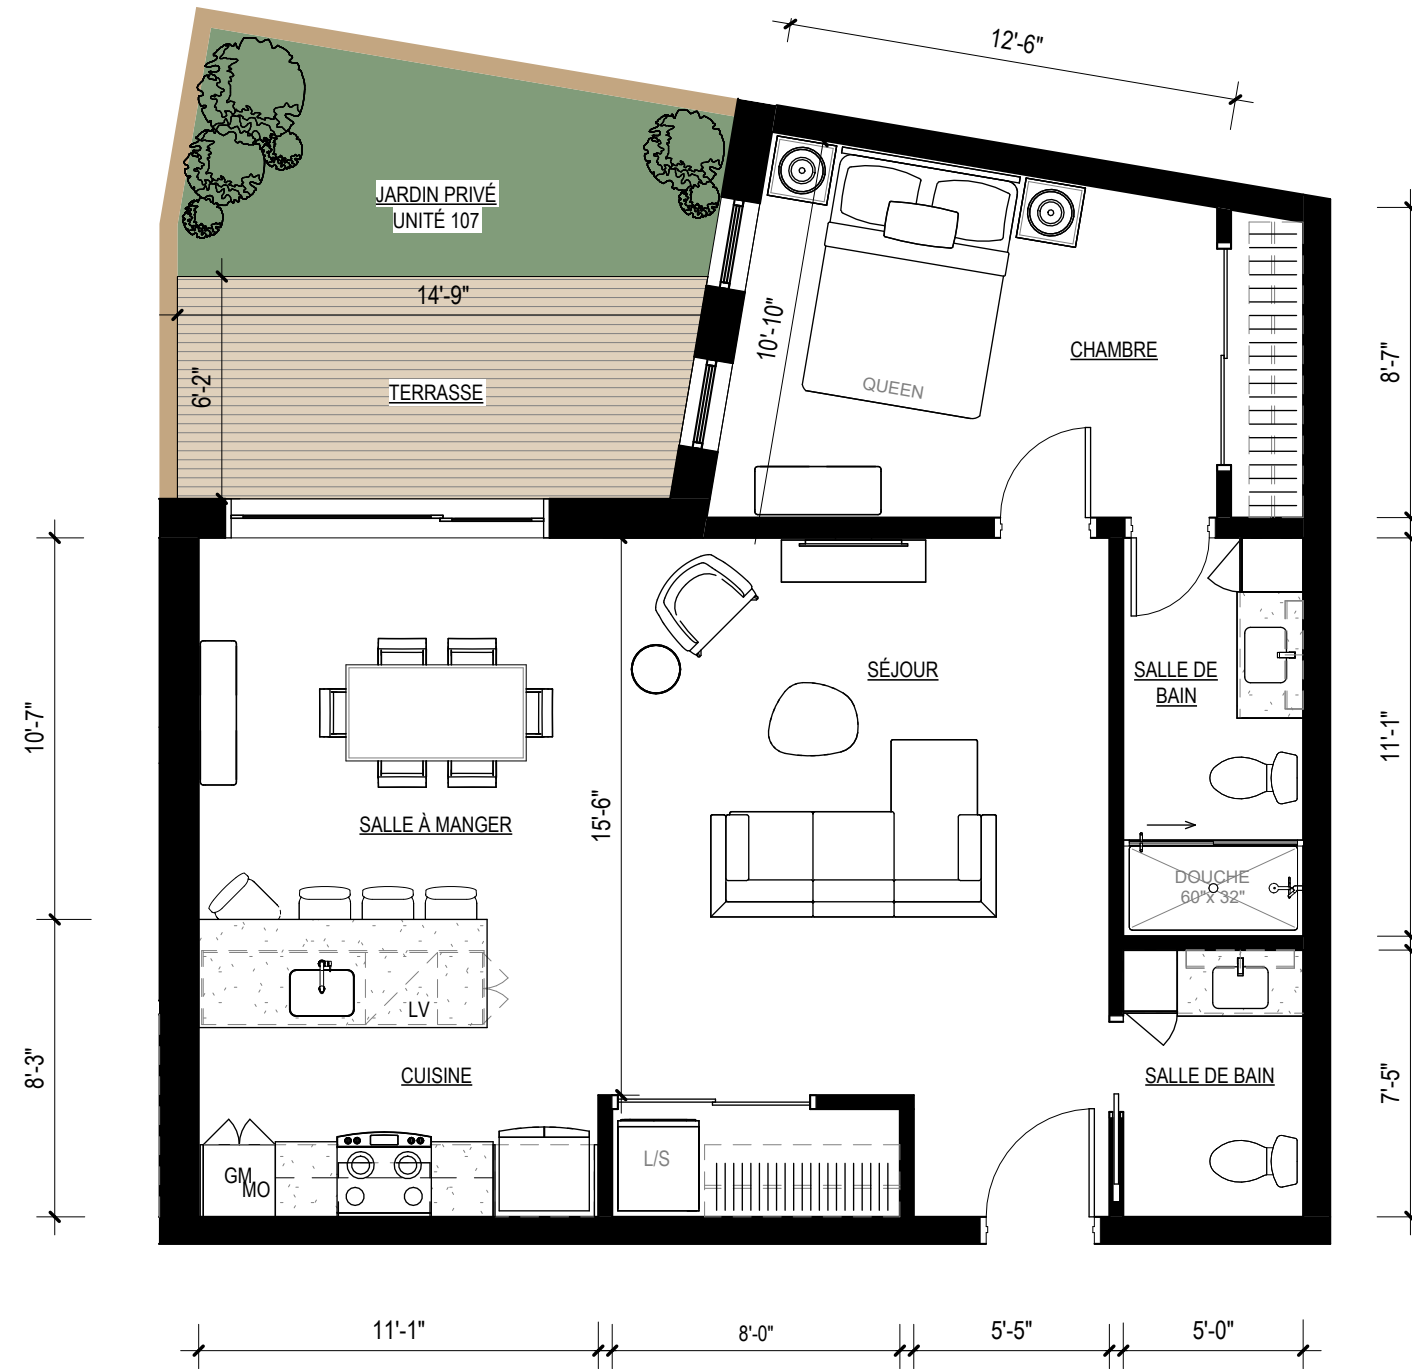 12'-6"
JARDIN PRIVÉ
UNITÉ 107
14'-9"
10'-10"
CHAMBRE
8'-7"
6'-2"
TERRASSE
QUEEN
SÉJOUR
SALLE DE
BAIN
10'-7"
11'-1"
15'-6"
SALLE À MANGER
DOUCHE
60"x 32"
LV
8'-3"
CUISINE
SALLE DE BAIN
7'-5"
L/S
GM
MO
11'-1"
8'-0"
5'-5"
5'-0"